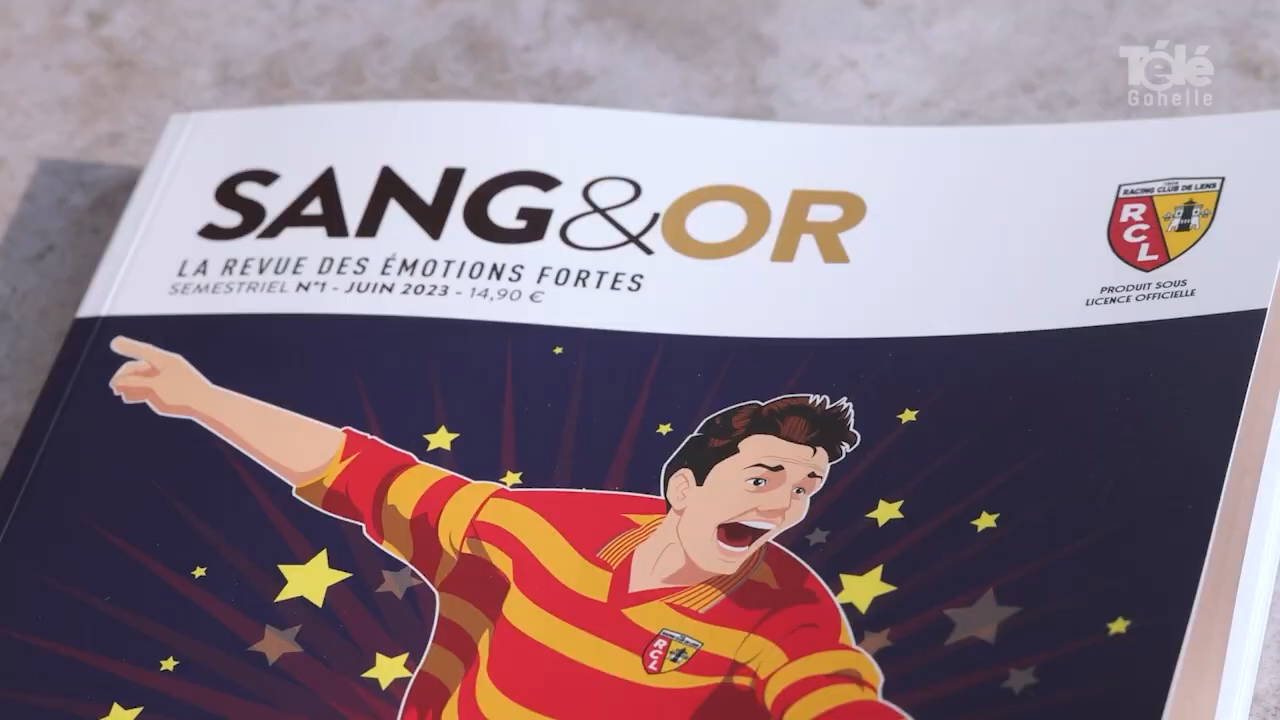 Télé
Gohelle
SANG&OR
LA REVUE DES ÉMOTIONS FORTES
SEMESTRIEL N°1 - JUIN 2023 - 14,90 €
RACING CLUB DE LENS
RCL
PRODUIT SOUS
LICENCE OFFICIELLE
RCL